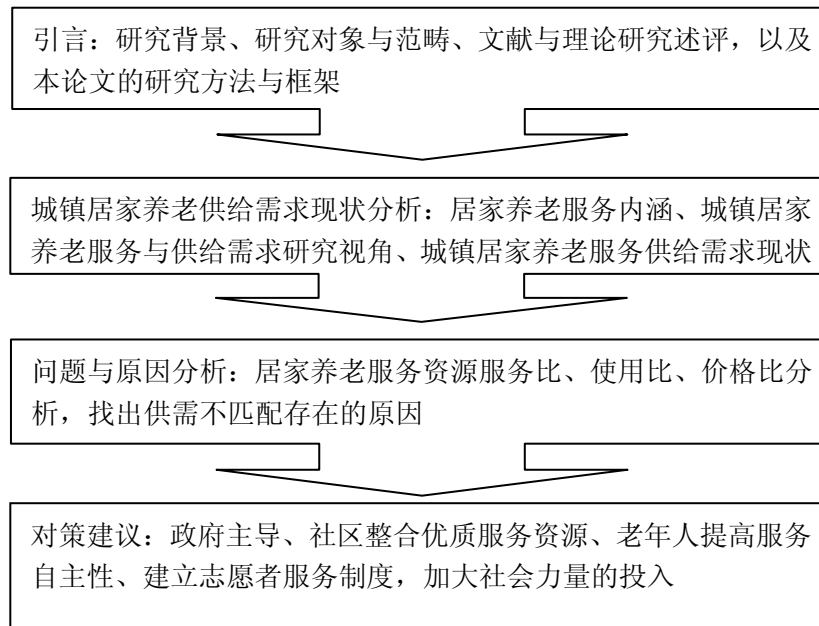 引言：研究背景、研究对象与范畴、文献与理论研究述评，以及
本论文的研究方法与框架
城镇居家养老供给需求现状分析：居家养老服务内涵、城镇居家
养老服务与供给需求研究视角、城镇居家养老服务供给需求现状
问题与原因分析：居家养老服务资源服务比、使用比、价格比分
析，找出供需不匹配存在的原因
对策建议：政府主导、社区整合优质服务资源、老年人提高服务
自主性、建立志愿者服务制度，加大社会力量的投入